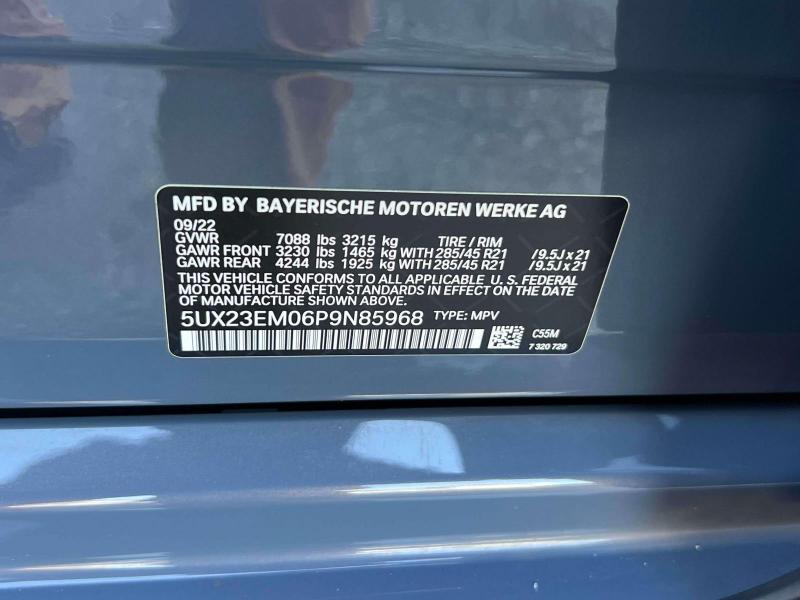 MFD BY BAYERISCHE MOTOREN WERKE AG
09/22
GVWR 7088 lbs 3215 kg TIRE / RIM
GAWR FRONT 3230 lbs 1465 kg WITH 285/45 R21 /9.5J x 21
GAWR REAR 4244 lbs 1925 kg WITH 285/45 R21 /9.5J x 21
THIS VEHICLE CONFORMS TO ALL APPLICABLE U. S. FEDERAL
MOTOR VEHICLE SAFETY STANDARDS IN EFFECT ON THE
DATE OF MANUFACTURE SHOWN ABOVE.
5UX23EM06P9N85968 TYPE: MPV
C55M
7 320 729